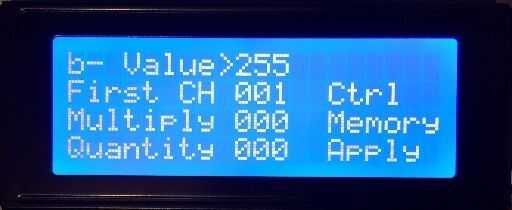 b- Value>255
First CH 001 Ctrl
Multiply 000 Memory
Quantity 000 Apply